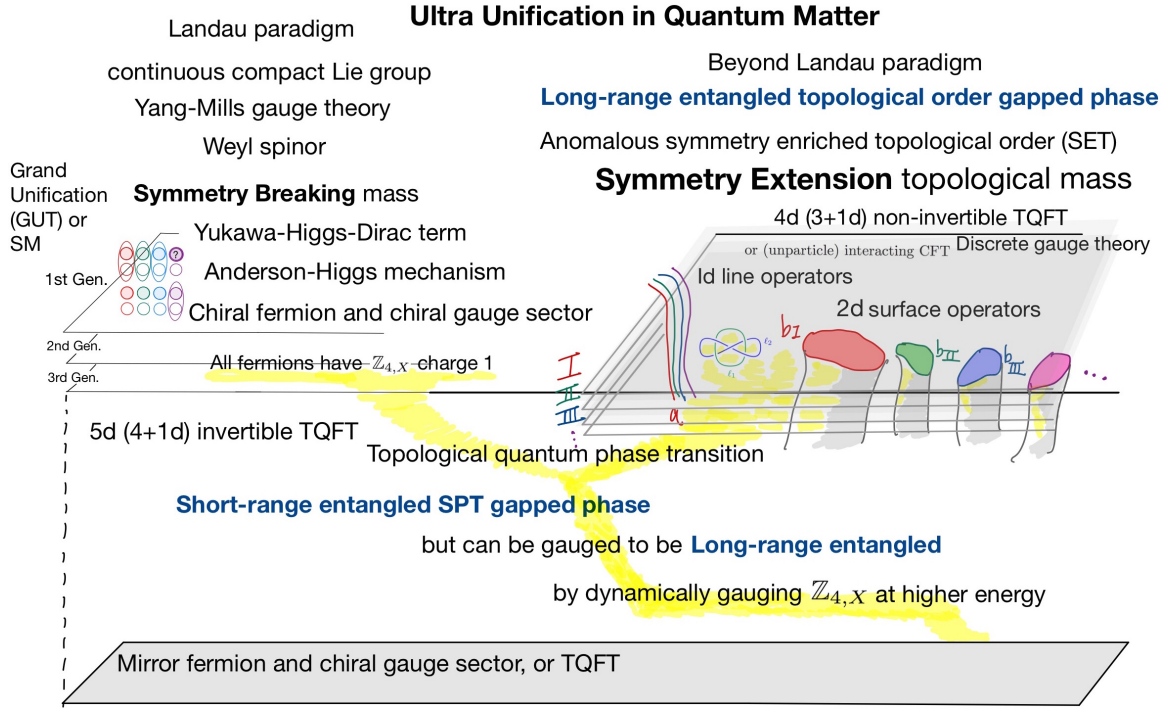 Ultra Unification in Quantum Matter
Landau paradigm
continuous compact Lie group
Yang-Mills gauge theory
Weyl spinor
Grand
Unification
(GUT) or
SM
Symmetry Breaking mass
Yukawa-Higgs-Dirac term
?
Anderson-Higgs mechanism
1st Gen.
Chiral fermion and chiral gauge sector
2nd Gen.
3rd Gen.
All fermions have ℤ4,X charge 1
Beyond Landau paradigm
Long-range entangled topological order gapped phase
Anomalous symmetry enriched topological order (SET)
Symmetry Extension topological mass
4d (3+1d) non-invertible TQFT
or (unparticle) interacting CFT Discrete gauge theory
Id line operators
2d surface operators
ℓ2
ℓ1
bI
bII
bIII
...
I
II
III
a
5d (4+1d) invertible TQFT
Topological quantum phase transition
Short-range entangled SPT gapped phase
but can be gauged to be Long-range entangled
by dynamically gauging ℤ4,X at higher energy
Mirror fermion and chiral gauge sector, or TQFT